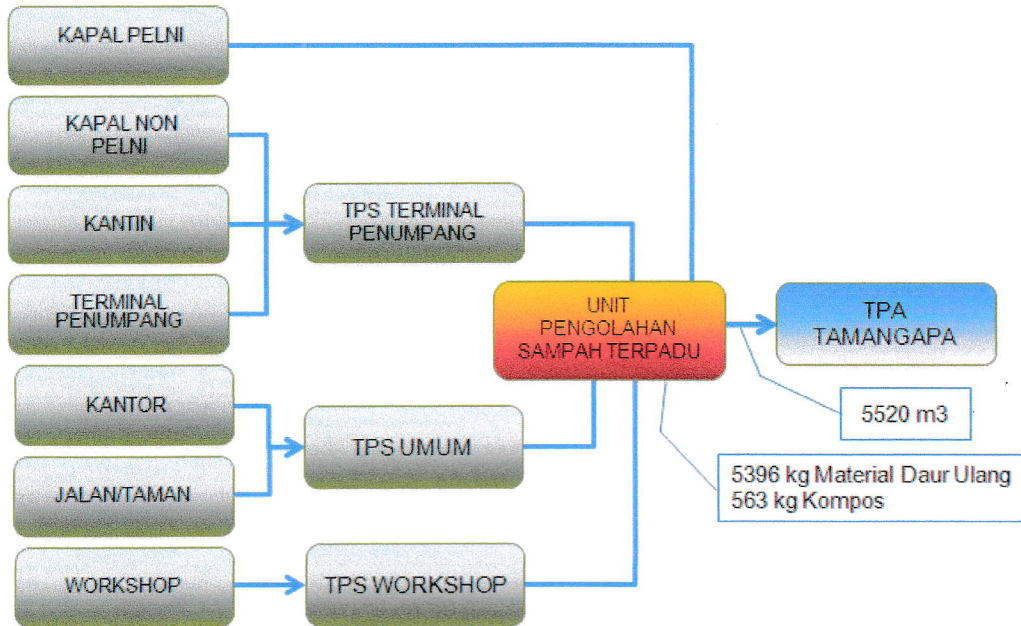 KAPAL PELNI
KAPAL NON
PELNI
KANTIN
TERMINAL
PENUMPANG
TPS TERMINAL
PENUMPANG
UNIT
PENGOLAHAN
SAMPAH TERPADU
TPA
TAMANGAPA
KANTOR
JALAN/TAMAN
TPS UMUM
5520 m3
5396 kg Material Daur Ulang
563 kg Kompos
WORKSHOP
TPS WORKSHOP